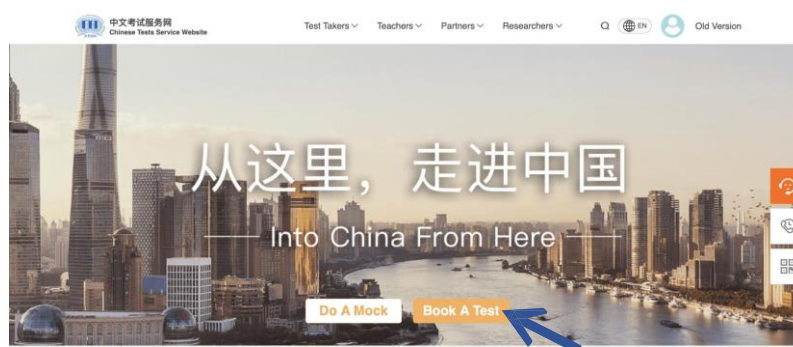 中文考试服务网
Chinese Tests Service Website
Test Takers
Teachers
Partners
Researchers
EN
Old Version
从这里，走进中国
Into China From Here
Do A Mock
Book A Test